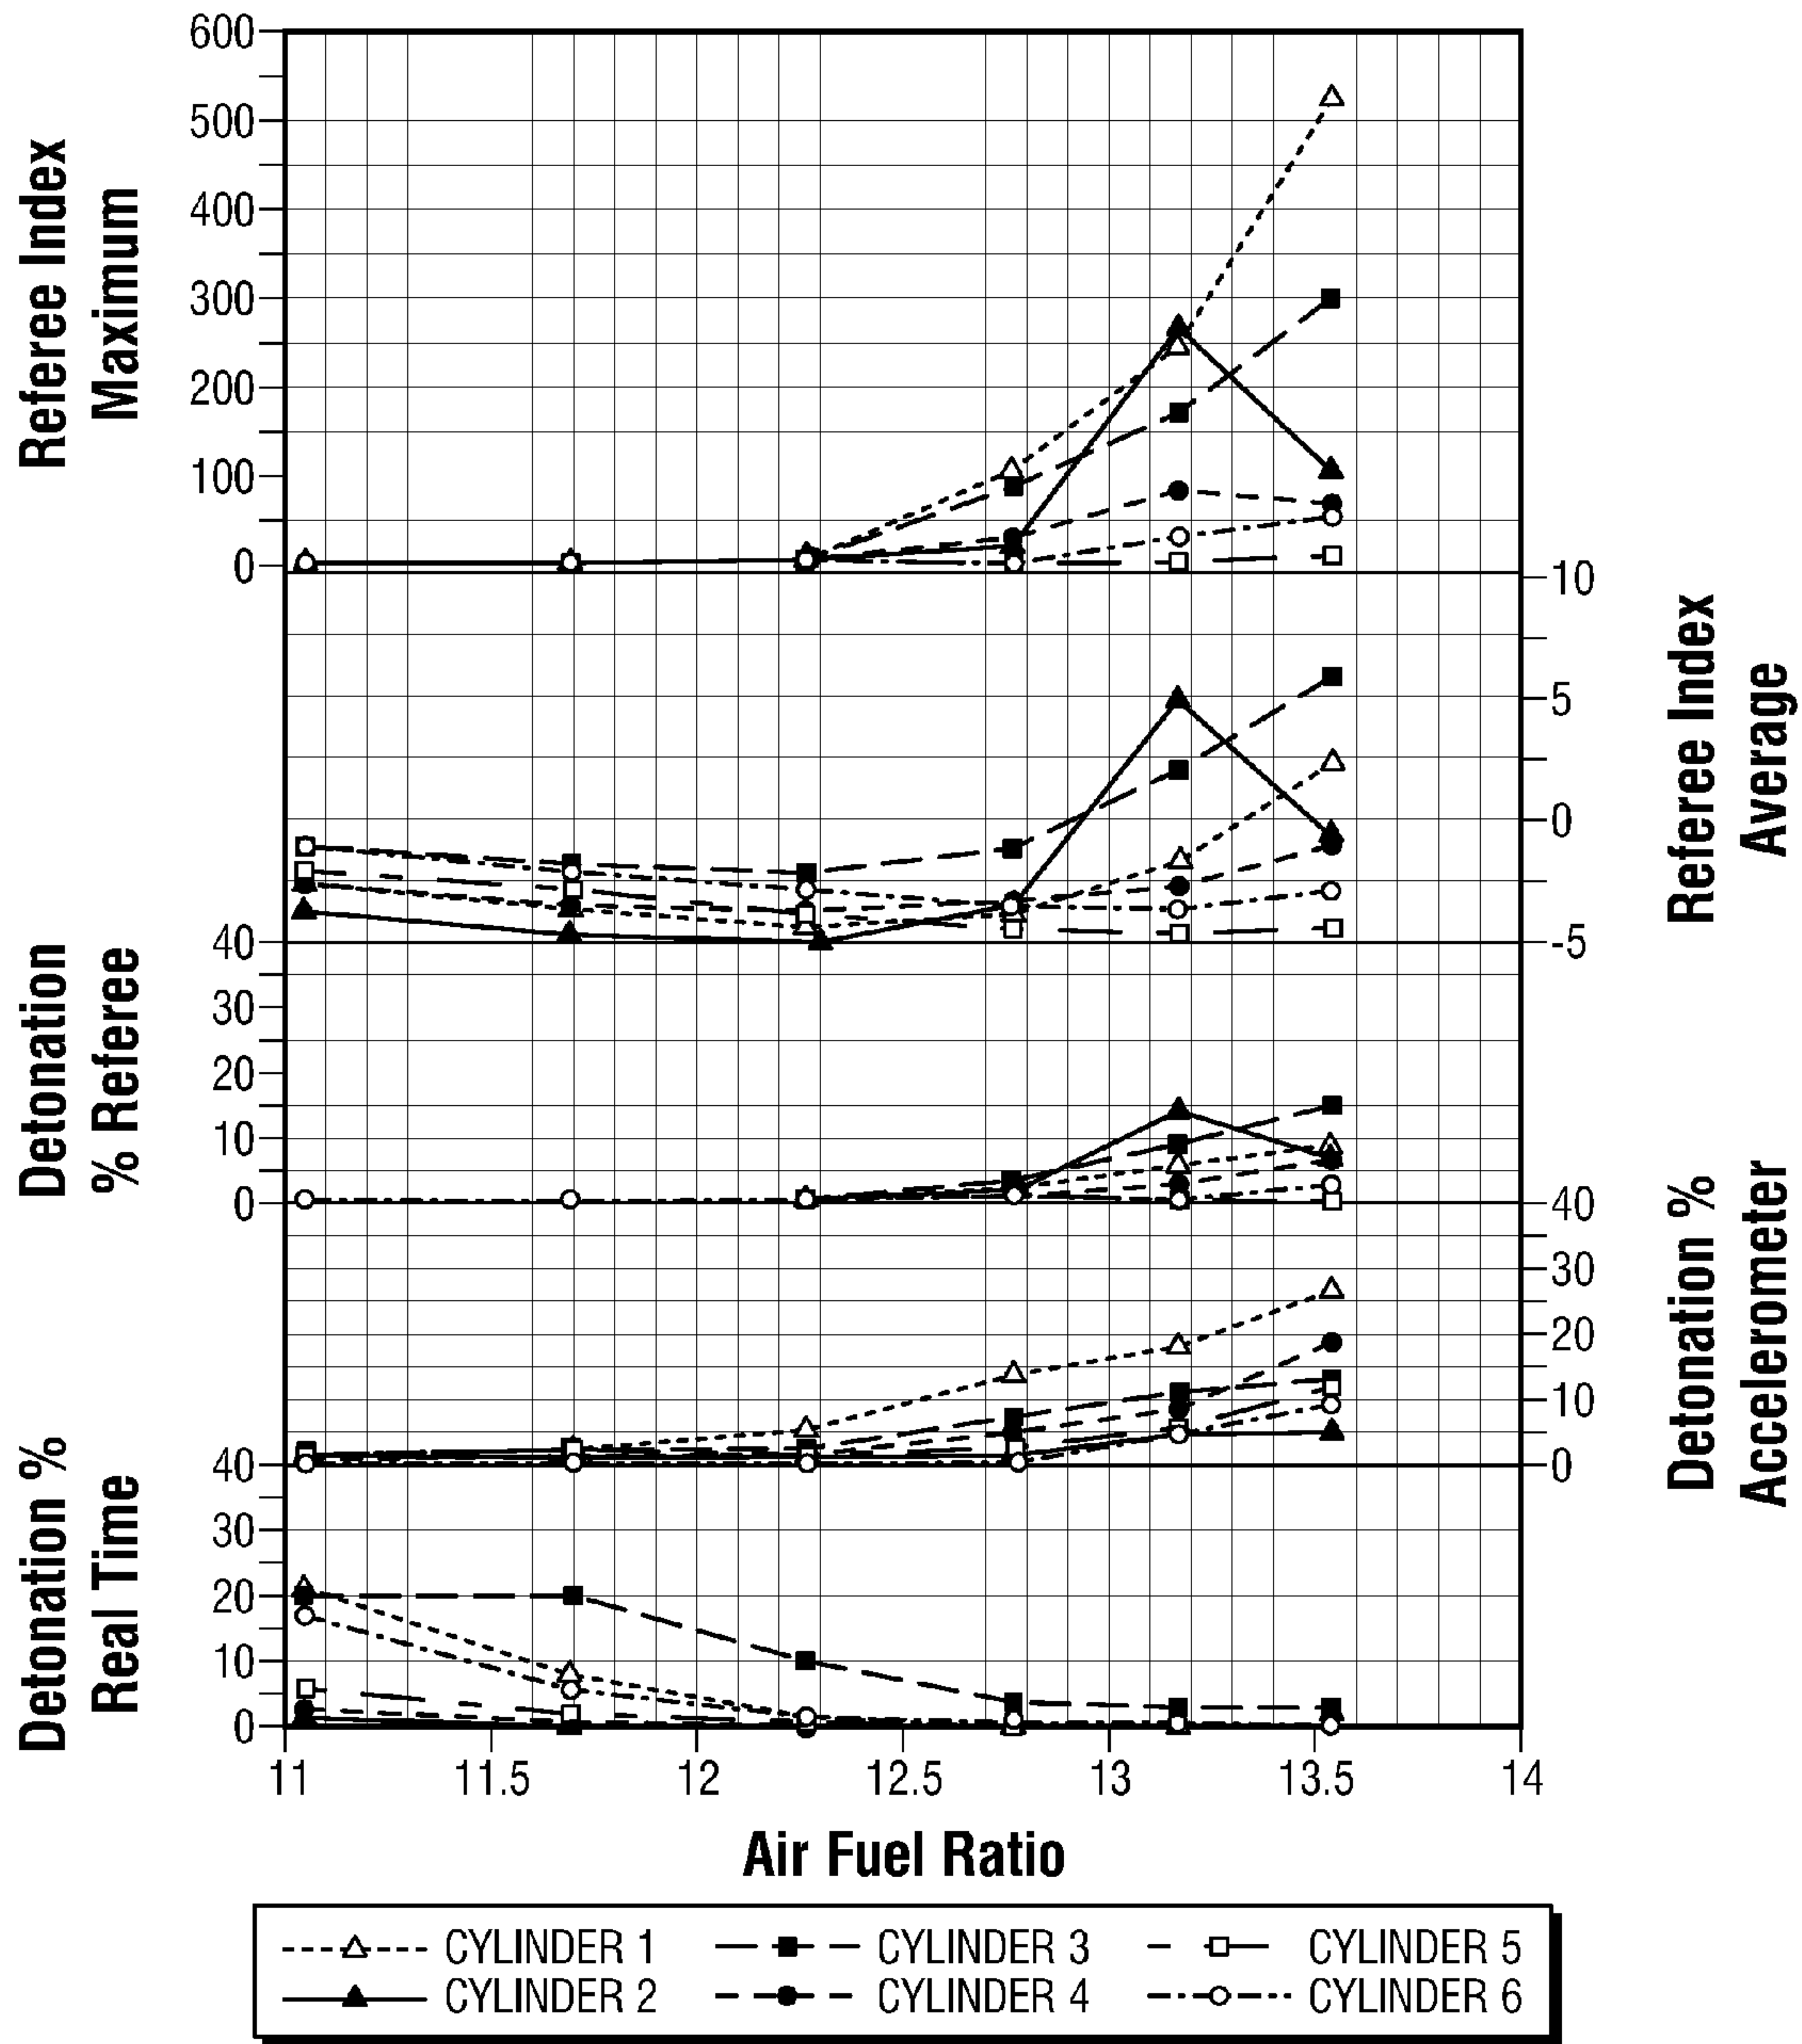 Referee Index
Maximum
600
500
400
300
200
100
0
Referee Index
Average
10
5
0
-5
Detonation
% Referee
40
30
20
10
0
Detonation %
Accelerometer
40
30
20
10
0
Detonation %
Real Time
40
30
20
10
0
11 11.5 12 12.5 13 13.5 14
Air Fuel Ratio
CYLINDER 1 CYLINDER 3 CYLINDER 5
CYLINDER 2 CYLINDER 4 CYLINDER 6